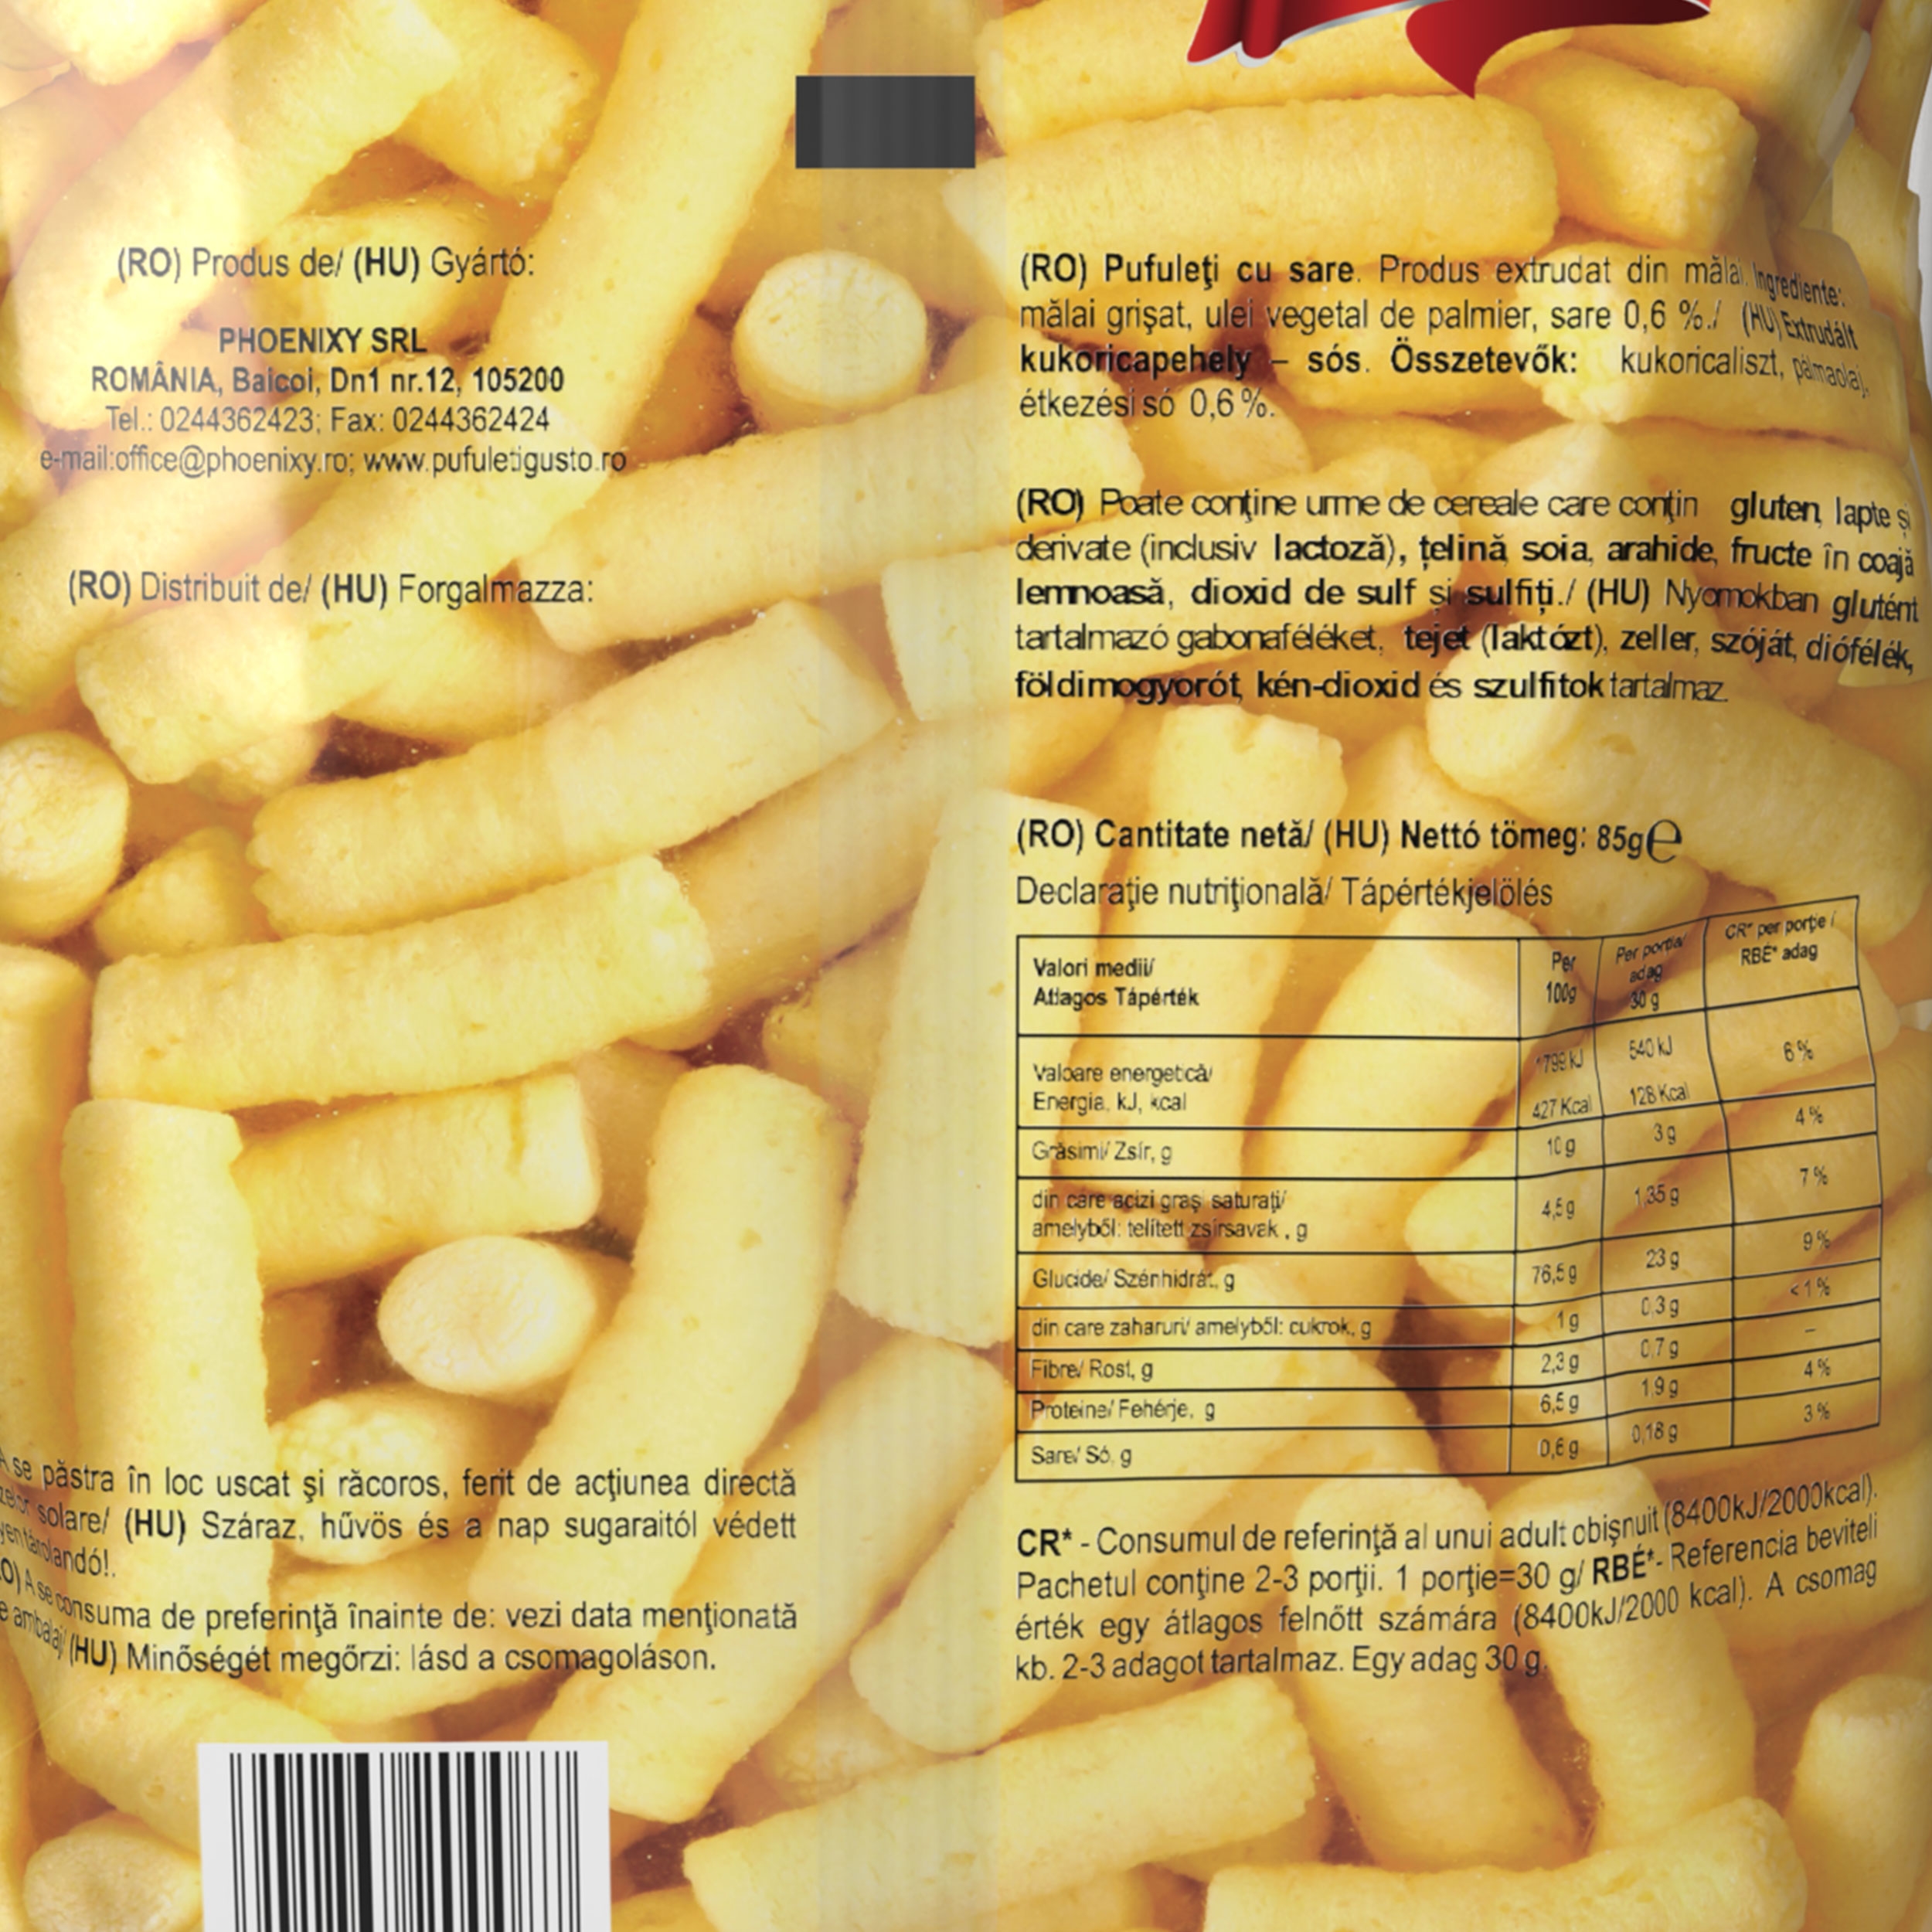 (RO) Produs de/ (HU) Gyártó:
PHOENIXY SRL
ROMÂNIA, Baicoi, Dn1 nr.12, 105200
Tel.: 0244362423; Fax: 0244362424
e-mail:office@phoenixy.ro; www.pufuletigusto.ro
(RO) Distribuit de/ (HU) Forgalmazza:
A se păstra în loc uscat şi răcoros, ferit de acţiunea directă
solare/ (HU) Száraz, hűvös és a nap sugaraitól védett
A se consuma de preferinţă înainte de: vezi data menţionată
ambalaj/ (HU) Minőségét megőrzi: lásd a csomagoláson.
(RO) Pufuleţi cu sare. Produs extrudat din mălai. Ingrediente:
mălai grişat, ulei vegetal de palmier, sare 0,6 %./ (HU) Extrudált
kukoricapehely – sós. Összetevők: kukoricaliszt, pálmaolaj,
étkezési só 0,6 %.
(RO) Poate conţine urme de cereale care conţin gluten, lapte și
derivate (inclusiv lactoză), ţelină, soia, arahide, fructe în coajă
lemnoasă, dioxid de sulf și sulfiți./ (HU) Nyomokban glutént
tartalmazó gabonaféléket, tejet (laktózt), zeller, szóját, diófélék,
földimogyorót, kén-dioxid és szulfitok tartalmaz.
(RO) Cantitate netă/ (HU) Nettó tömeg: 85g℮
Declaraţie nutriţională/ Tápértékjelölés
Valori medii/ Per Per portia/ CR* per porţie /
Atlagos Tápérték 100g adag RBÉ* adag
30 g
Valoare energetică/ 1799 kJ 540 kJ 6 %
Energia, kJ, kcal 427 Kcal 128 Kcal
Grăsimi/ Zsír, g 10 g 3 g 4 %
din care acizi graşi saturaţi/ 4,5 g 1,35 g 7 %
amelyből: telített zsírsavak , g
Glucide/ Szénhidrát, g 76,5 g 23 g 9 %
din care zaharuri/ amelyből: cukrok, g 1 g 0,3 g <1 %
Fibre/ Rost, g 2,3 g 0,7 g –
Proteine/ Fehérje, g 6,5 g 1,9 g 4 %
Sare/ Só, g 0,6 g 0,18 g 3 %
CR* - Consumul de referinţă al unui adult obişnuit (8400kJ/2000kcal).
Pachetul conţine 2-3 porţii. 1 porţie=30 g/ RBÉ*- Referencia beviteli
érték egy átlagos felnőtt számára (8400kJ/2000 kcal). A csomag
kb. 2-3 adagot tartalmaz. Egy adag 30 g.